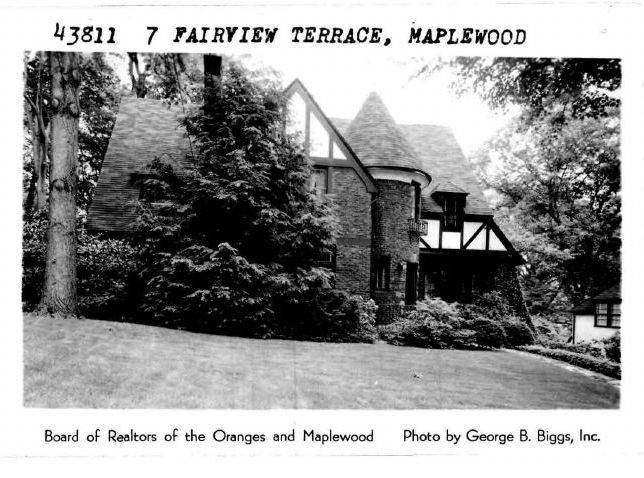 43811 7 FAIRVIEW TERRACE, MAPLEWOOD
Board of Realtors of the Oranges and Maplewood Photo by George B. Biggs, Inc.